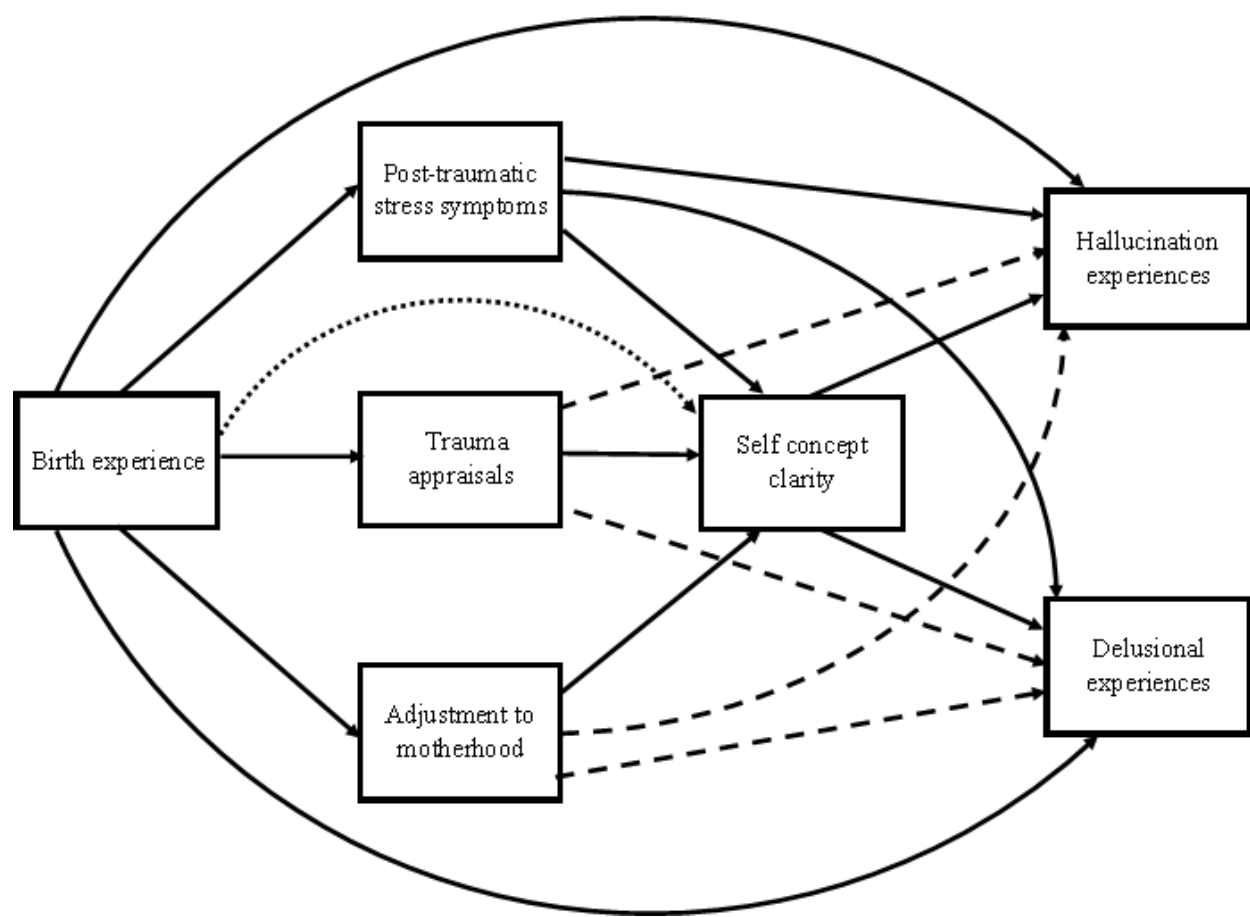 Post-traumatic
stress symptoms
Hallucination
experiences
Birth experience
Trauma
appraisals
Self concept
clarity
Adjustment to
motherhood
Delusional
experiences